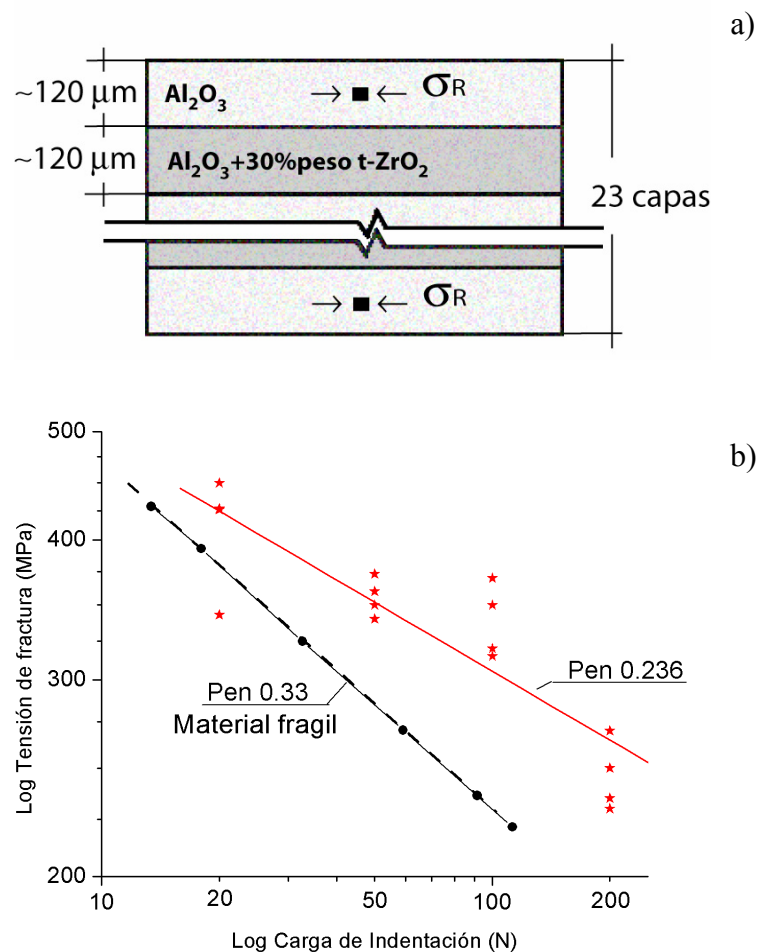 a)
~120 µm
Al2O3
σR
~120 µm
Al2O3+30%peso t-ZrO2
23 capas
σR
b)
500
400
300
200
Log Tensión de fractura (MPa)
Pen 0.33
Material fragil
Pen 0.236
10
20
50
100
200
Log Carga de Indentación (N)